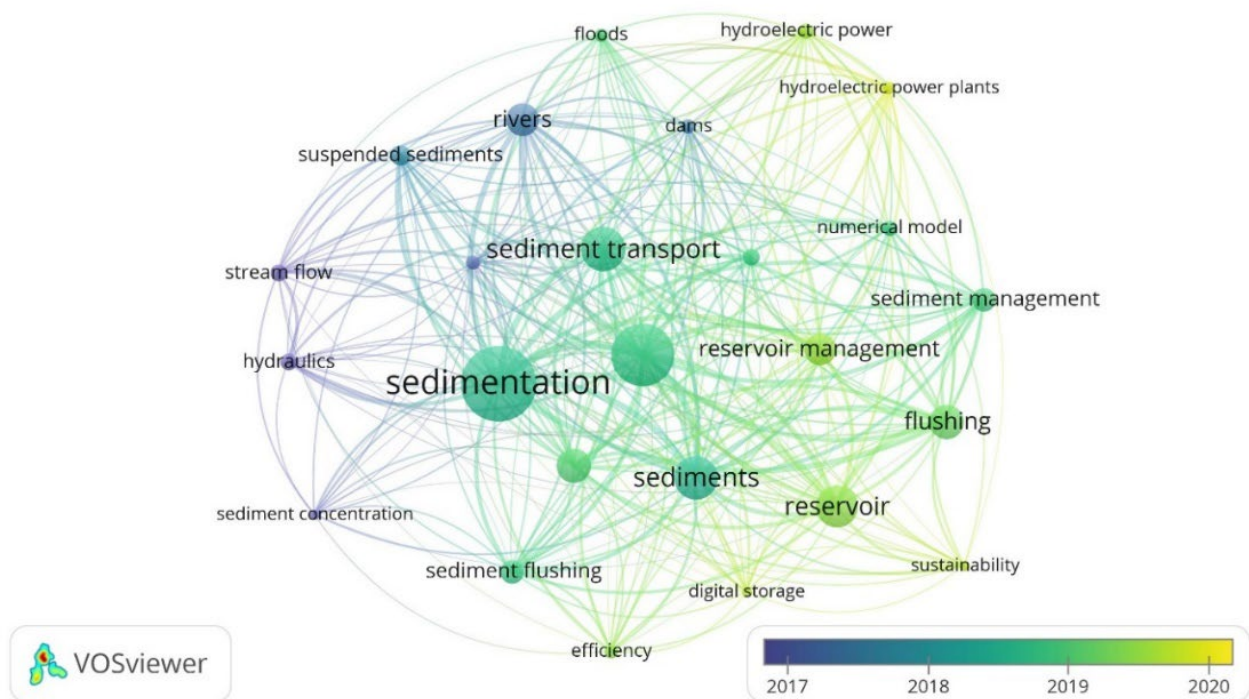 floods
hydroelectric power
hydroelectric power plants
rivers
dams
suspended sediments
numerical model
sediment transport
stream flow
sediment management
reservoir management
hydraulics
sedimentation
flushing
sediments
reservoir
sediment concentration
sustainability
sediment flushing
digital storage
efficiency
VOSviewer
2017 2018 2019 2020